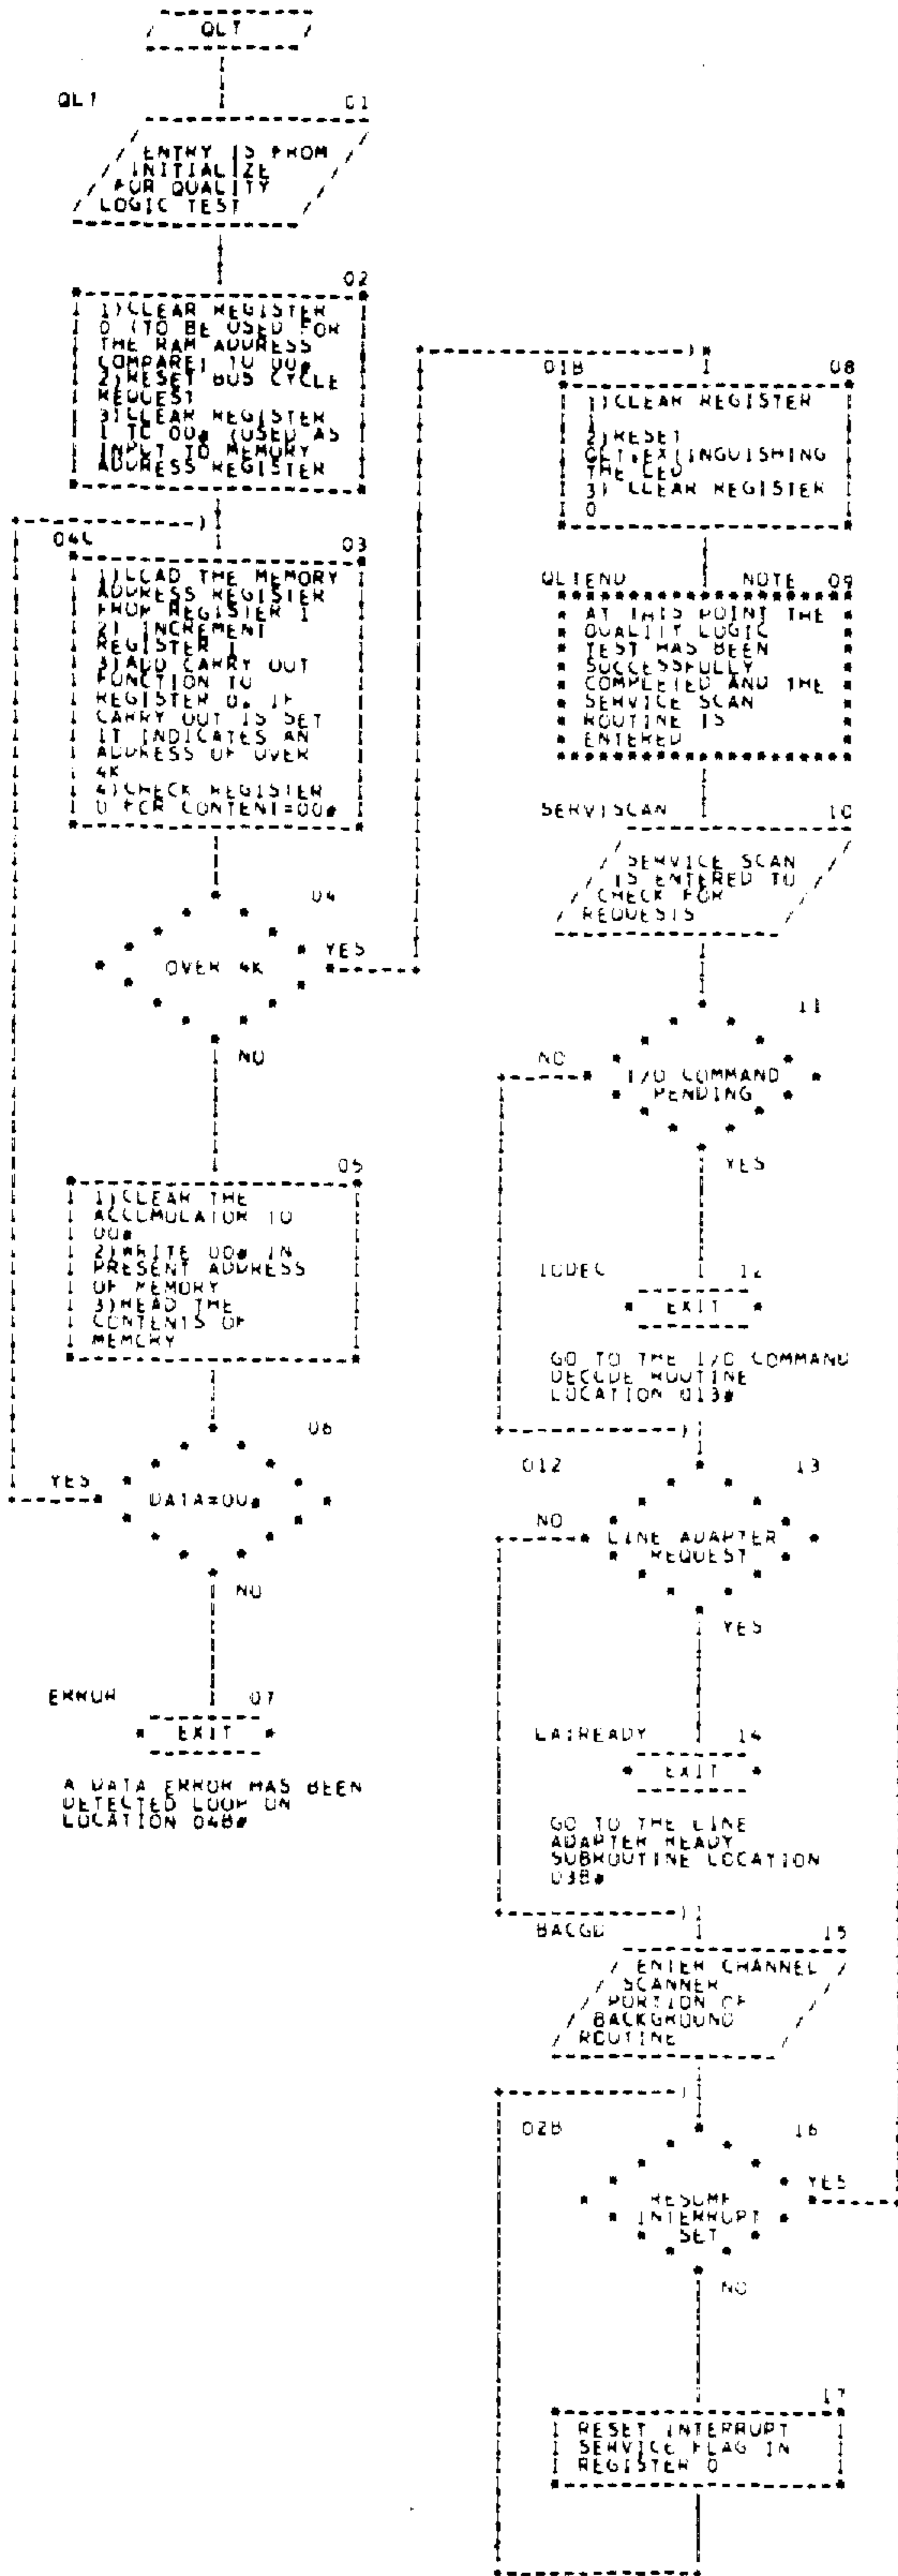 QLT
QLT 01
ENTRY IS FROM
INITIALIZE
FOR QUALITY
LOGIC TEST
02
1)CLEAR REGISTER
0 (TO BE USED FOR
THE RAM ADDRESS
COMPARE) TO 00#
2)RESET BUS CYCLE
REQUEST
3)CLEAR REGISTER
1 TO 00# (USED AS
INPUT TO MEMORY
ADDRESS REGISTER
04C 03
1)LOAD THE MEMORY
ADDRESS REGISTER
FROM REGISTER 1
2) INCREMENT
REGISTER 1
3)ADD CARRY OUT
FUNCTION TO
REGISTER 0. IF
CARRY OUT IS SET
IT INDICATES AN
ADDRESS OF OVER
4K
4)CHECK REGISTER
0 FOR CONTENT=00#
04
OVER 4K
YES
NO
05
1)CLEAR THE
ACCUMULATOR TO
00#
2)WRITE 00# IN
PRESENT ADDRESS
OF MEMORY
3)READ THE
CONTENTS OF
MEMORY
06
YES
DATA=00#
NO
ERROR 07
EXIT
A DATA ERROR HAS BEEN
DETECTED LOOP ON
LOCATION 04B#
01B 08
1)CLEAR REGISTER
1
2)RESET
EXTINGUISHING
THE LED
3) CLEAR REGISTER
0
QLTEND NOTE 09
AT THIS POINT THE
QUALITY LOGIC
TEST HAS BEEN
SUCCESSFULLY
COMPLETED AND THE
SERVICE SCAN
ROUTINE IS
ENTERED
SERVISCAN 10
SERVICE SCAN
IS ENTERED TO
CHECK FOR
REQUESTS
11
NO
I/O COMMAND
PENDING
YES
IODEC 12
EXIT
GO TO THE I/O COMMAND
DECODE ROUTINE
LOCATION 013#
012 13
NO
LINE ADAPTER
REQUEST
YES
LAIREADY 14
EXIT
GO TO THE LINE
ADAPTER READY
SUBROUTINE LOCATION
03B#
BACGD 15
ENTER CHANNEL
SCANNER
PORTION OF
BACKGROUND
ROUTINE
02B 16
YES
RESUME
INTERRUPT
SET
NO
17
RESET INTERRUPT
SERVICE FLAG IN
REGISTER 0